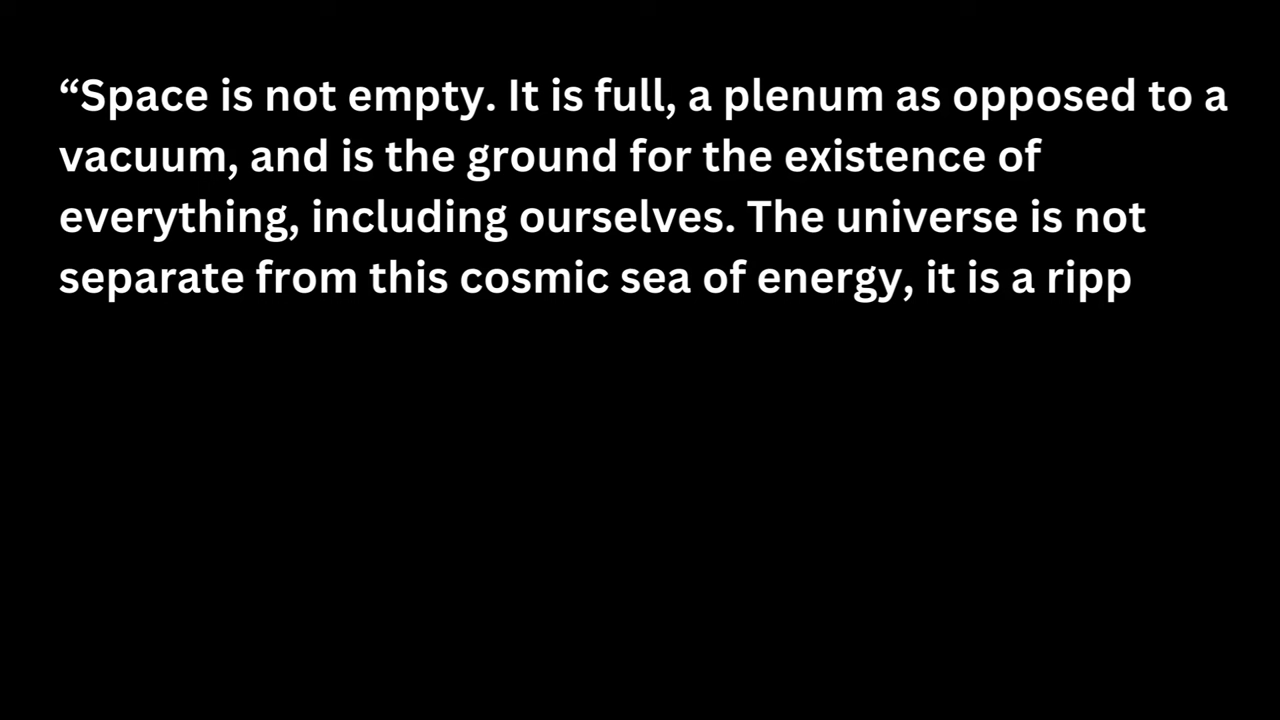 “Space is not empty. It is full, a plenum as opposed to a
vacuum, and is the ground for the existence of
everything, including ourselves. The universe is not
separate from this cosmic sea of energy, it is a ripp